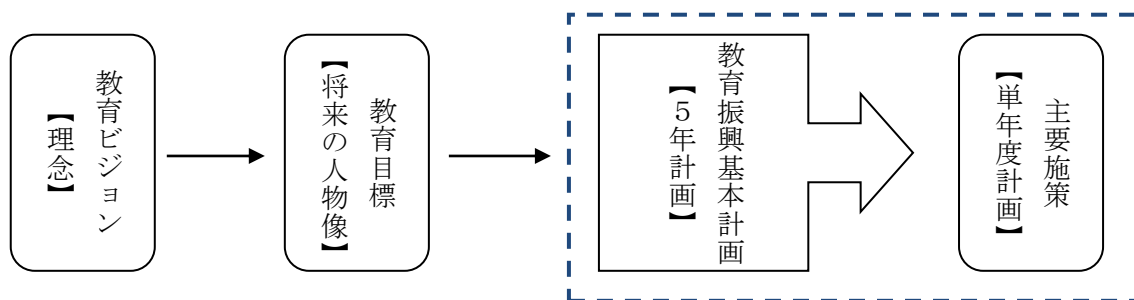 教育ビジョン
【理念】
教育目標
【将来の人物像】
教育振興基本計画
【５年計画】
主要施策
【単年度計画】